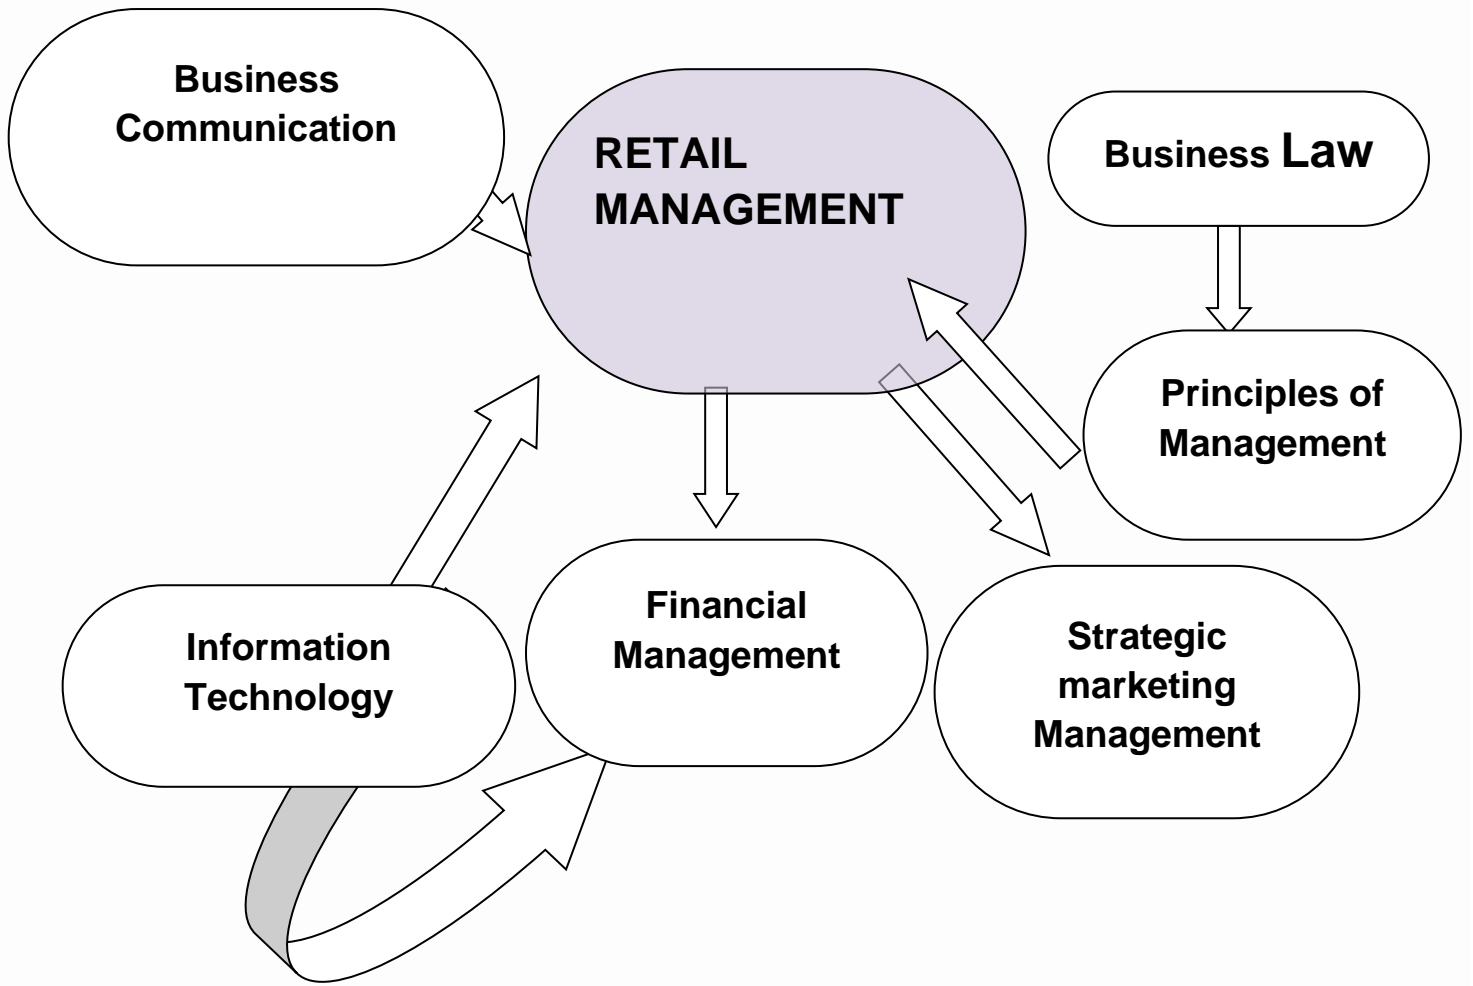 Business
Communication
RETAIL
MANAGEMENT
Business Law
Principles of
Management
Financial
Management
Information
Technology
Strategic
marketing
Management